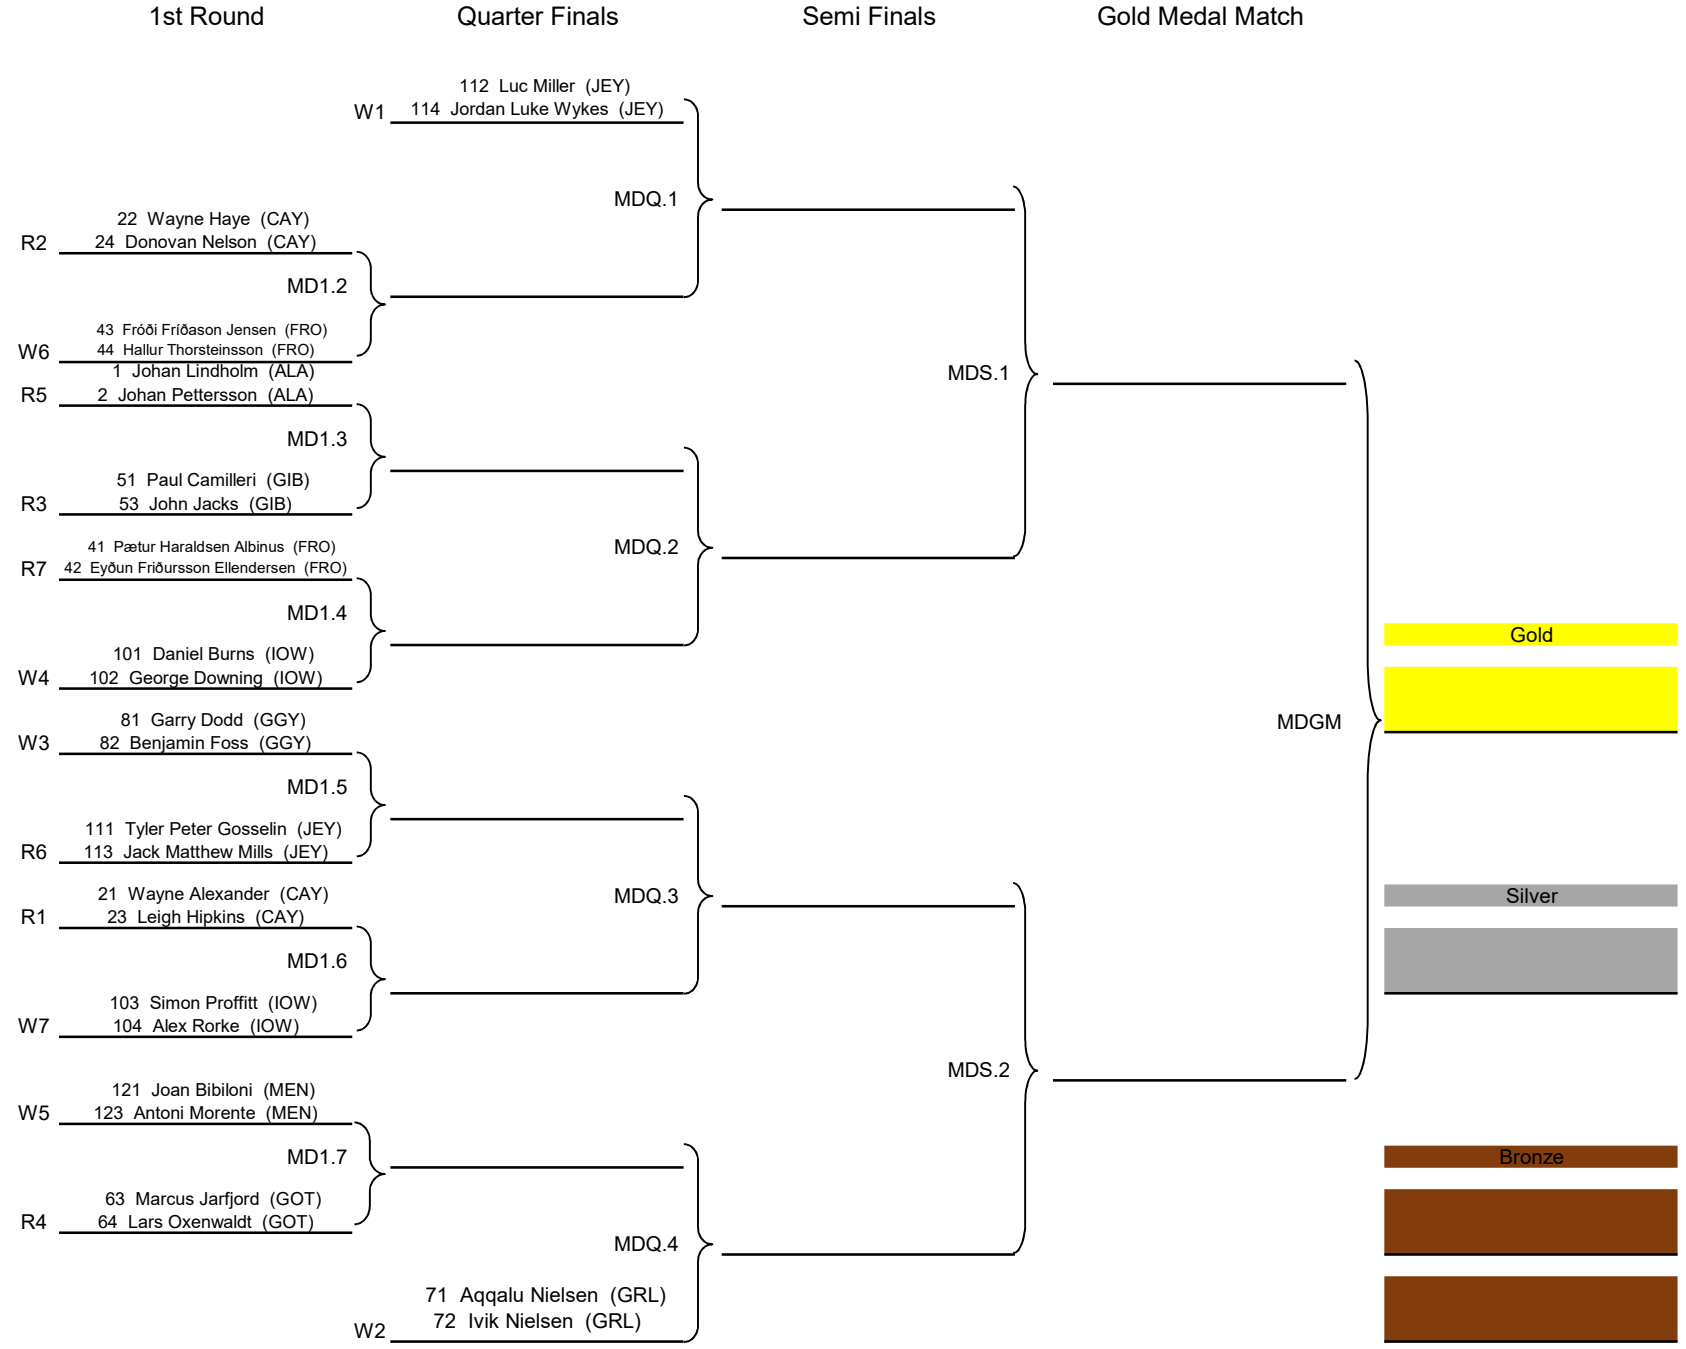 1st Round
Quarter Finals
Semi Finals
Gold Medal Match
112 Luc Miller (JEY)
W1 114 Jordan Luke Wykes (JEY)
MDQ.1
22 Wayne Haye (CAY)
R2 24 Donovan Nelson (CAY)
MD1.2
43 Fróði Fríðason Jensen (FRO)
W6 44 Hallur Thorsteinsson (FRO)
1 Johan Lindholm (ALA)
MDS.1
R5 2 Johan Pettersson (ALA)
MD1.3
51 Paul Camilleri (GIB)
R3 53 John Jacks (GIB)
41 Pætur Haraldsen Albinus (FRO)
MDQ.2
R7 42 Eyðun Friðursson Ellendersen (FRO)
MD1.4
Gold
101 Daniel Burns (IOW)
W4 102 George Downing (IOW)
81 Garry Dodd (GGY)
MDGM
W3 82 Benjamin Foss (GGY)
MD1.5
111 Tyler Peter Gosselin (JEY)
R6 113 Jack Matthew Mills (JEY)
21 Wayne Alexander (CAY)
MDQ.3
Silver
R1 23 Leigh Hipkins (CAY)
MD1.6
103 Simon Proffitt (IOW)
W7 104 Alex Rorke (IOW)
MDS.2
121 Joan Bibiloni (MEN)
W5 123 Antoni Morente (MEN)
MD1.7
Bronze
63 Marcus Jarfjord (GOT)
R4 64 Lars Oxenwaldt (GOT)
MDQ.4
71 Aqqalu Nielsen (GRL)
72 Ivik Nielsen (GRL)
W2